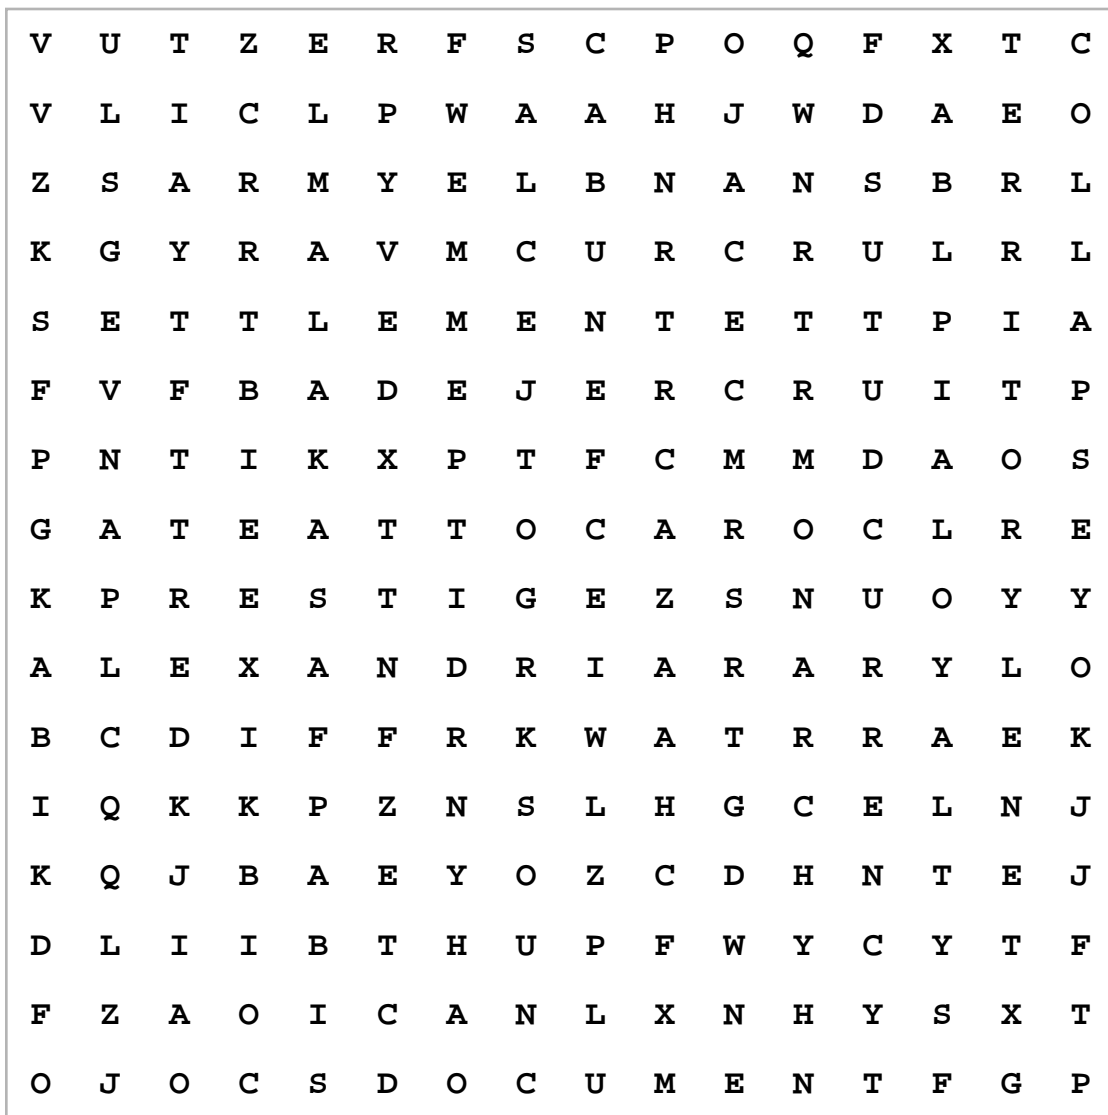 V U T Z E R F S C P O Q F X T C
V L I C L P W A A H J W D A E O
Z S A R M Y E L B N A N S B R L
K G Y R A V M C U R C R U L R L
S E T T L E M E N T E T T P I A
F V F B A D E J E R C R U I T P
P N T I K X P T F C M M D A O S
G A T E A T T O C A R O C L R E
K P R E S T I G E Z S N U O Y Y
A L E X A N D R I A R A R Y L O
B C D I F F R K W A T R R A E K
I Q K K P Z N S L H G C E L N J
K Q J B A E Y O Z C D H N T E J
D L I I B T H U P F W Y C Y T F
F Z A O I C A N L X N H Y S X T
O J O C S D O C U M E N T F G P